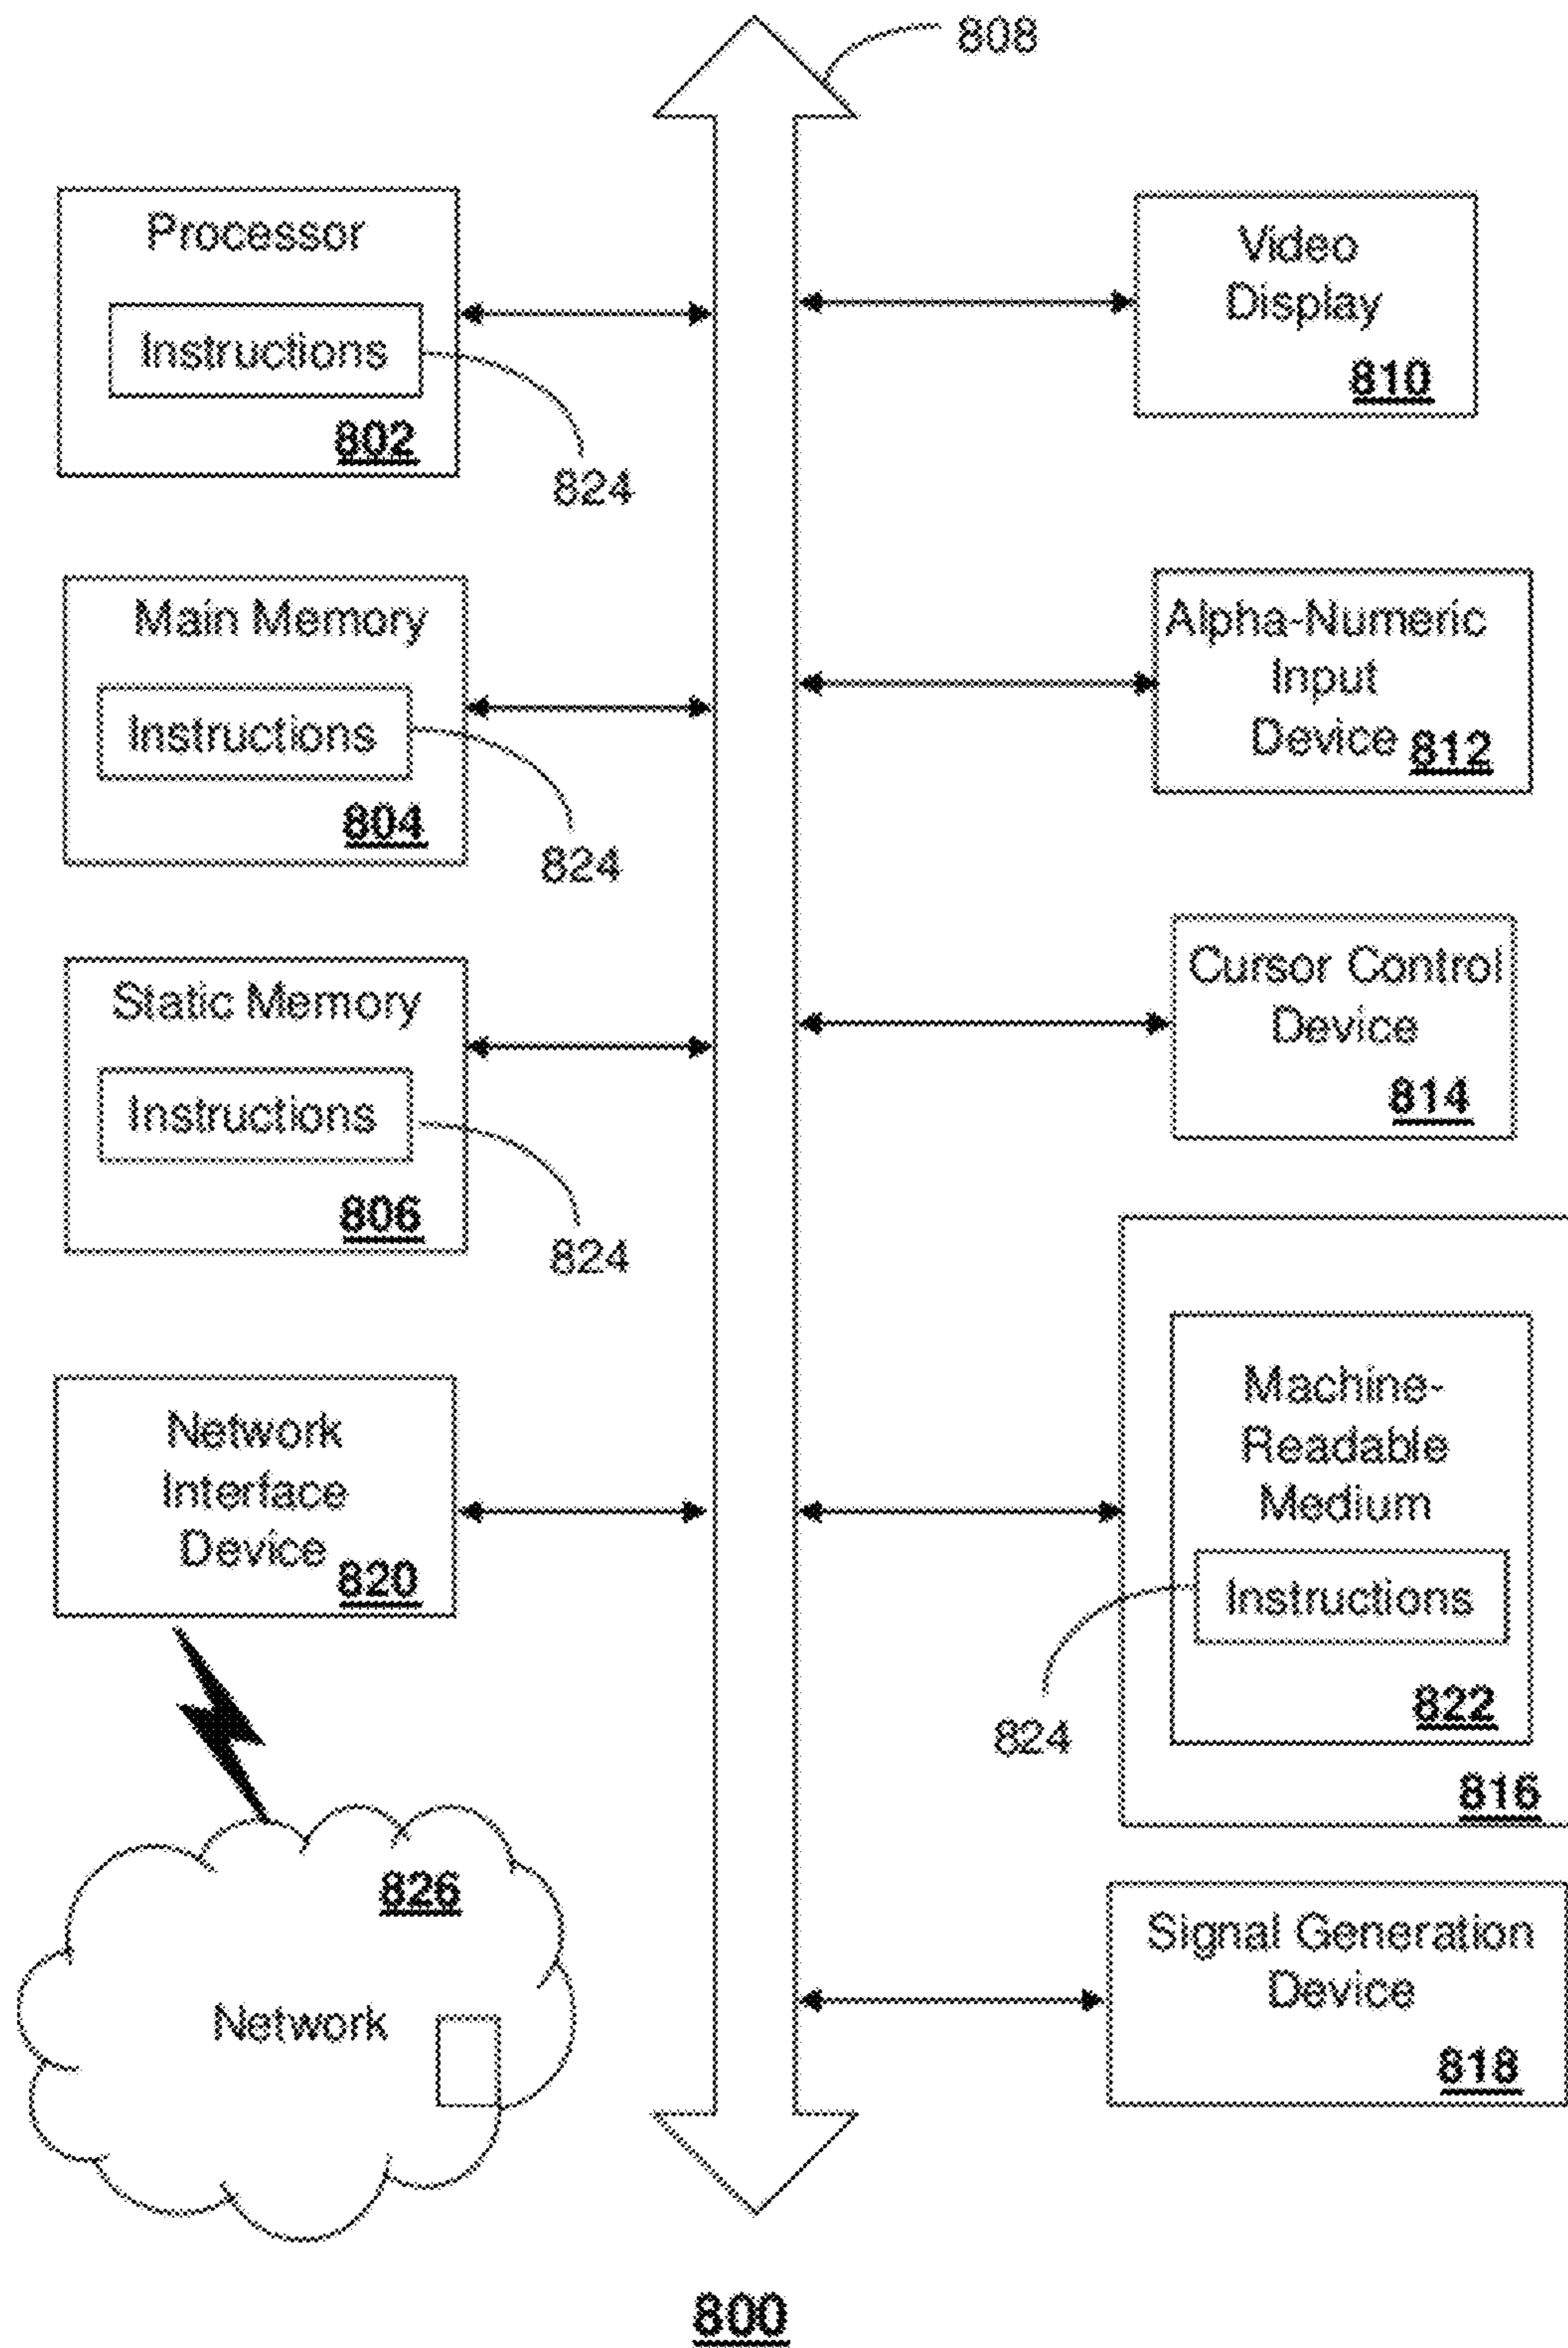 808
Processor
Instructions
802
824
Video
Display
810
Main Memory
Instructions
804
824
Alpha-Numeric
Input
Device 812
Static Memory
Instructions
806
824
Cursor Control
Device
814
Network
Interface
Device 820
Machine-
Readable
Medium
Instructions
824
822
816
826
Network
Signal Generation
Device
818
800